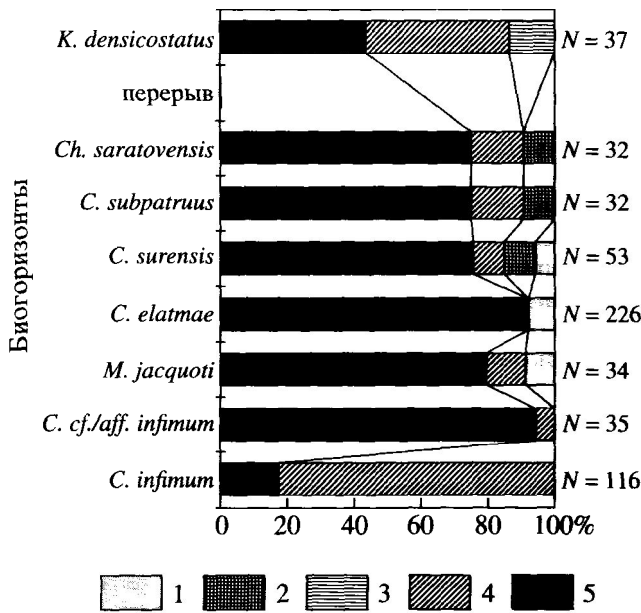 K. densicostatus N = 37
перерыв
Ch. saratovensis N = 32
C. subpatruus N = 32
C. surensis N = 53
C. elatmae N = 226
M. jacquoti N = 34
C. cf./aff. infimum N = 35
C. infimum N = 116
Биогоризонты
0 20 40 60 80 100%
1 2 3 4 5